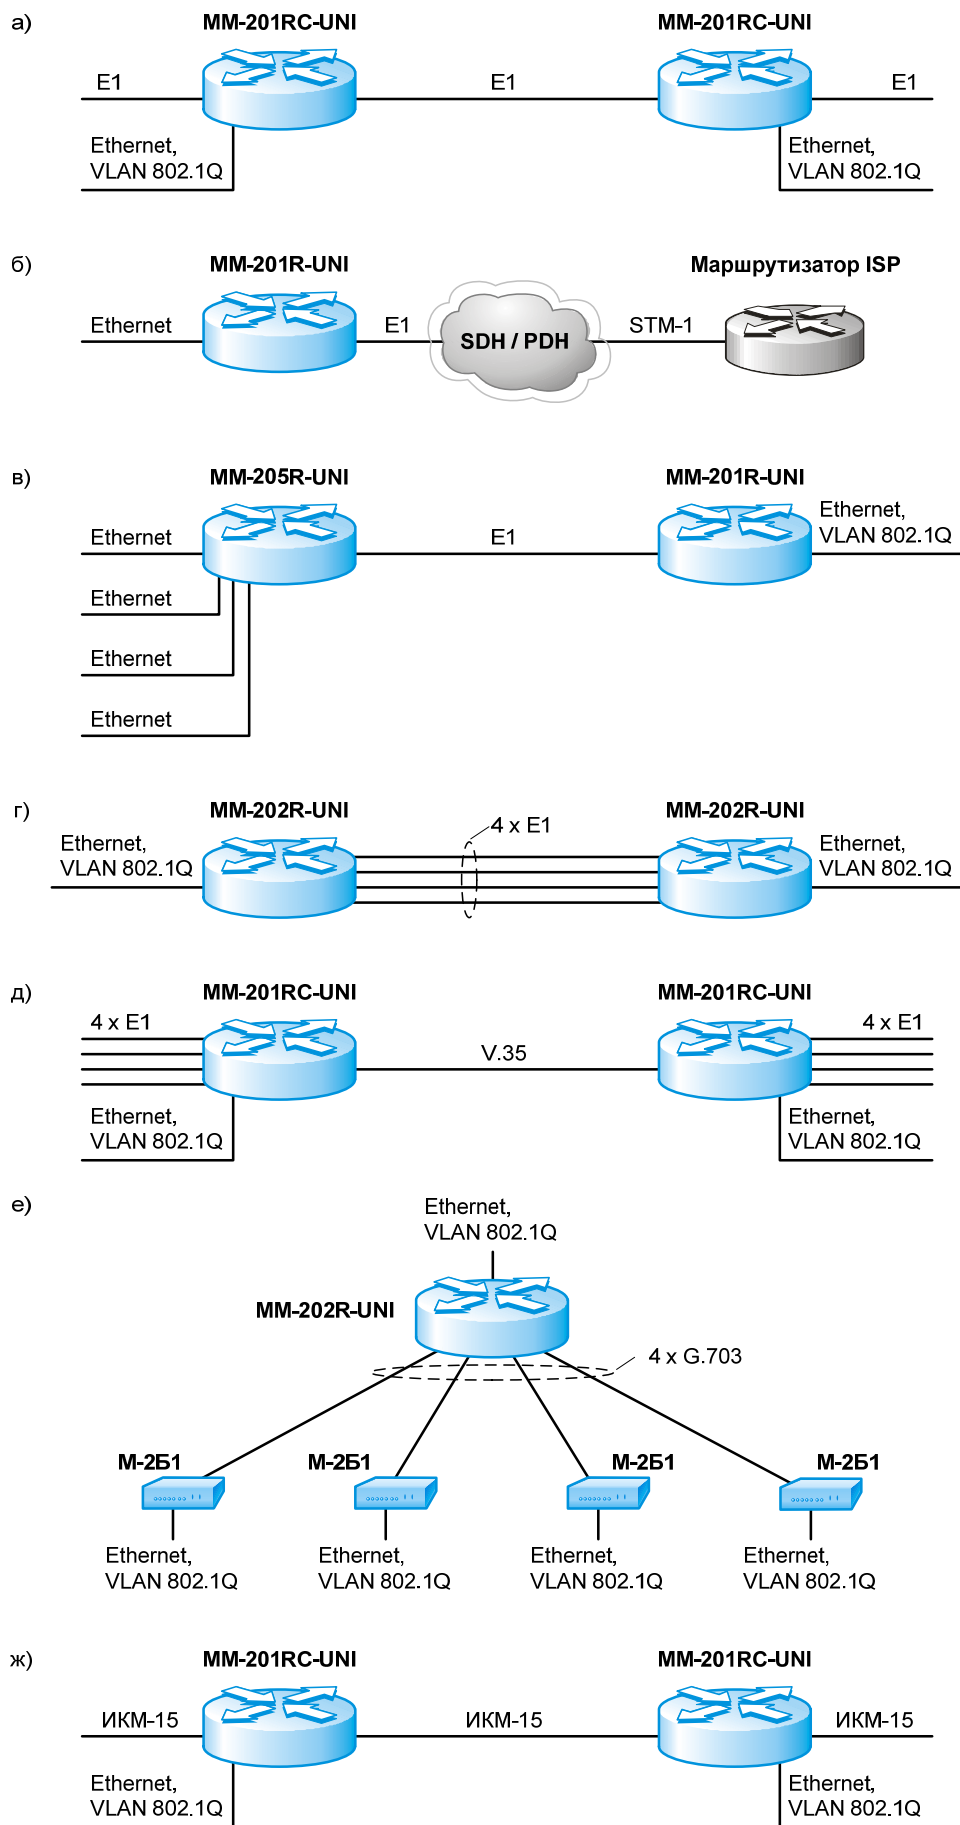 а)
MM-201RC-UNI
MM-201RC-UNI
E1
E1
E1
Ethernet,
VLAN 802.1Q
Ethernet,
VLAN 802.1Q
б)
MM-201R-UNI
Маршрутизатор ISP
Ethernet
E1
SDH / PDH
STM-1
в)
MM-205R-UNI
MM-201R-UNI
Ethernet
E1
Ethernet,
VLAN 802.1Q
Ethernet
Ethernet
Ethernet
г)
MM-202R-UNI
MM-202R-UNI
4 x E1
Ethernet,
VLAN 802.1Q
Ethernet,
VLAN 802.1Q
д)
MM-201RC-UNI
MM-201RC-UNI
4 x E1
V.35
4 x E1
Ethernet,
VLAN 802.1Q
Ethernet,
VLAN 802.1Q
е)
Ethernet,
VLAN 802.1Q
MM-202R-UNI
4 x G.703
М-2Б1
М-2Б1
М-2Б1
М-2Б1
Ethernet,
VLAN 802.1Q
Ethernet,
VLAN 802.1Q
Ethernet,
VLAN 802.1Q
Ethernet,
VLAN 802.1Q
ж)
MM-201RC-UNI
MM-201RC-UNI
ИКМ-15
ИКМ-15
ИКМ-15
Ethernet,
VLAN 802.1Q
Ethernet,
VLAN 802.1Q